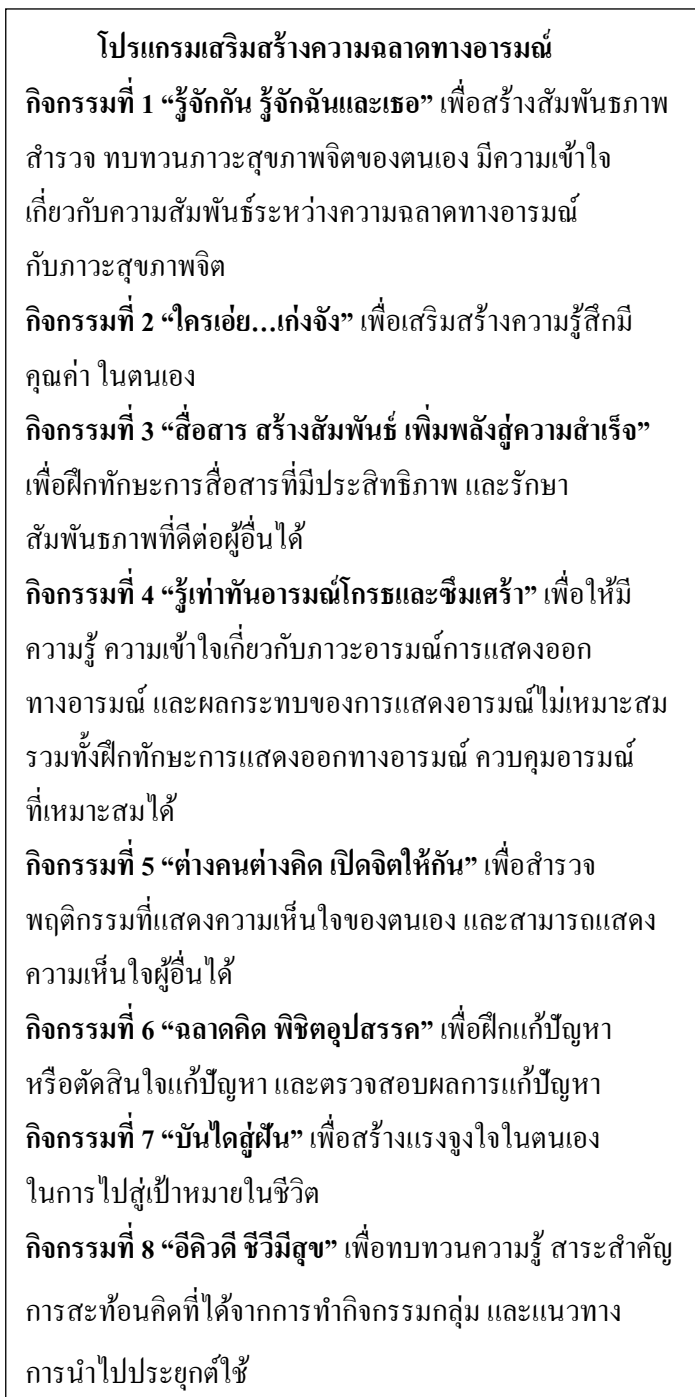 โปรแกรมเสริมสร้างความฉลาดทางอารมณ์
กิจกรรมที่ 1 “รู้จักกัน รู้จักฉันและเธอ” เพื่อสร้างสัมพันธภาพ
สำรวจ ทบทวนภาวะสุขภาพจิตของตนเอง มีความเข้าใจ
เกี่ยวกับความสัมพันธ์ระหว่างความฉลาดทางอารมณ์
กับภาวะสุขภาพจิต
กิจกรรมที่ 2 “ใครเอ่ย...เก่งจัง” เพื่อเสริมสร้างความรู้สึกมี
คุณค่า ในตนเอง
กิจกรรมที่ 3 “สื่อสาร สร้างสัมพันธ์ เพิ่มพลังสู่ความสำเร็จ”
เพื่อฝึกทักษะการสื่อสารที่มีประสิทธิภาพ และรักษา
สัมพันธภาพที่ดีต่อผู้อื่นได้
กิจกรรมที่ 4 “รู้เท่าทันอารมณ์โกรธและซึมเศร้า” เพื่อให้มี
ความรู้ ความเข้าใจเกี่ยวกับภาวะอารมณ์การแสดงออก
ทางอารมณ์ และผลกระทบของการแสดงอารมณ์ไม่เหมาะสม
รวมทั้งฝึกทักษะการแสดงออกทางอารมณ์ ควบคุมอารมณ์
ที่เหมาะสมได้
กิจกรรมที่ 5 “ต่างคนต่างคิด เปิดจิตให้กัน” เพื่อสำรวจ
พฤติกรรมที่แสดงความเห็นใจของตนเอง และสามารถแสดง
ความเห็นใจผู้อื่นได้
กิจกรรมที่ 6 “ฉลาดคิด พิชิตอุปสรรค” เพื่อฝึกแก้ปัญหา
หรือตัดสินใจแก้ปัญหา และตรวจสอบผลการแก้ปัญหา
กิจกรรมที่ 7 “บันไดสู่ฝัน” เพื่อสร้างแรงจูงใจในตนเอง
ในการไปสู่เป้าหมายในชีวิต
กิจกรรมที่ 8 “อีคิวดี ชีวีมีสุข” เพื่อทบทวนความรู้ สาระสำคัญ
การสะท้อนคิดที่ได้จากการทำกิจกรรมกลุ่ม และแนวทาง
การนำไปประยุกต์ใช้